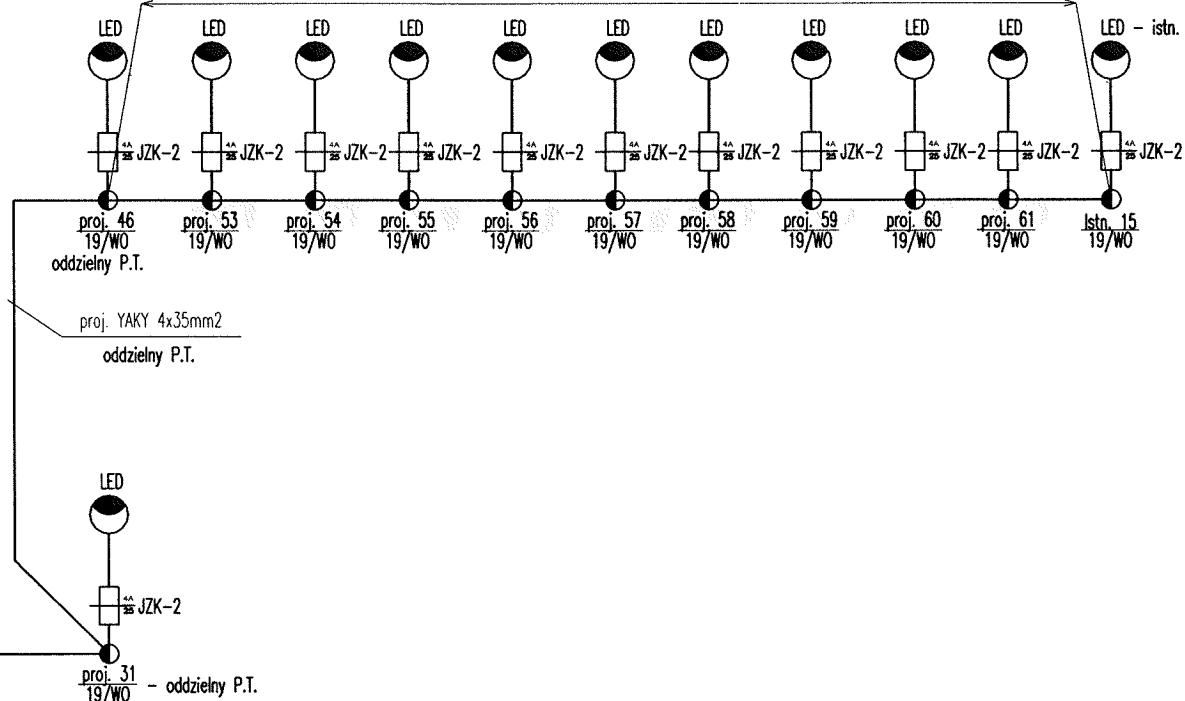 LED LED LED LED LED LED LED LED LED LED LED - istn.
4A/25 JZK-2 4A/25 JZK-2 4A/25 JZK-2 4A/25 JZK-2 4A/25 JZK-2 4A/25 JZK-2 4A/25 JZK-2 4A/25 JZK-2 4A/25 JZK-2 4A/25 JZK-2 4A/25 JZK-2
proj. 46 proj. 53 proj. 54 proj. 55 proj. 56 proj. 57 proj. 58 proj. 59 proj. 60 proj. 61 Istn. 15
19/WO 19/WO 19/WO 19/WO 19/WO 19/WO 19/WO 19/WO 19/WO 19/WO 19/WO
oddzielny P.T.
proj. YAKY 4x35mm2
oddzielny P.T.
LED
4A/25 JZK-2
proj. 31
19/WO - oddzielny P.T.